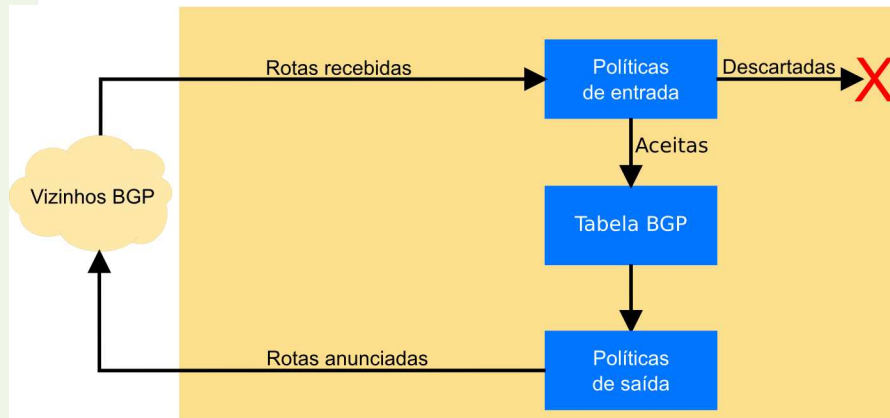 Rotas recebidas
Políticas
de entrada
Descartadas
X
Aceitas
Vizinhos BGP
Tabela BGP
Rotas anunciadas
Políticas
de saída